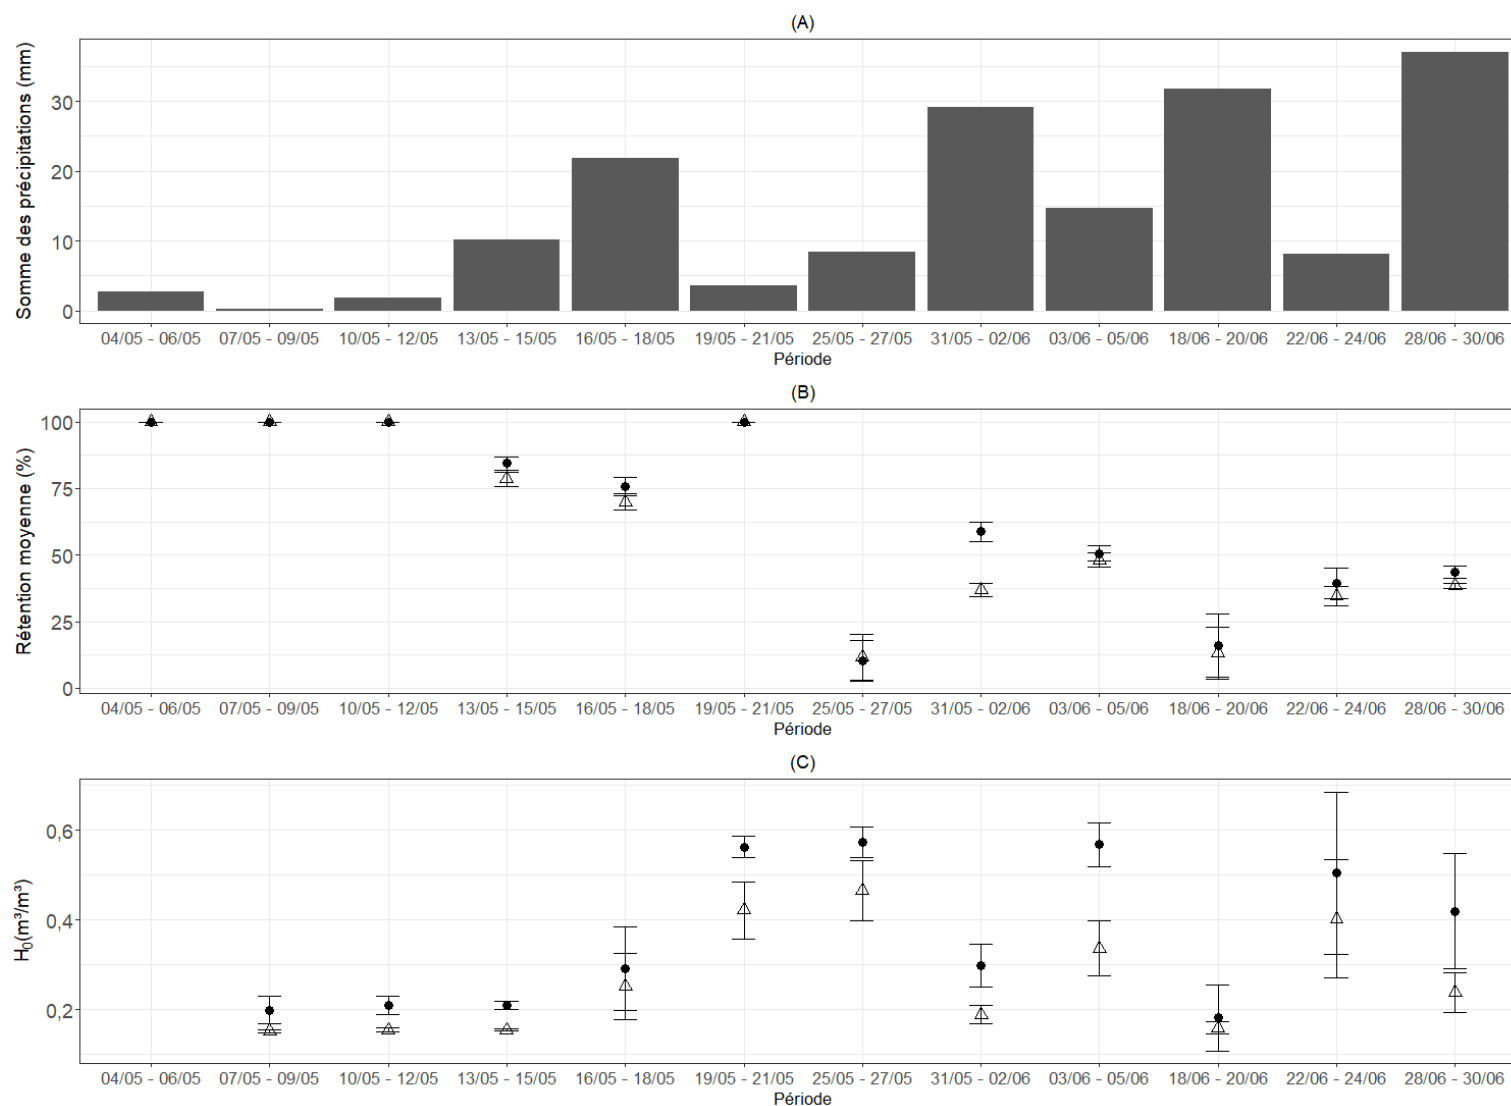 (A)
Somme des précipitations (mm)
30
20
10
0
04/05 - 06/05 07/05 - 09/05 10/05 - 12/05 13/05 - 15/05 16/05 - 18/05 19/05 - 21/05 25/05 - 27/05 31/05 - 02/06 03/06 - 05/06 18/06 - 20/06 22/06 - 24/06 28/06 - 30/06
Période
(B)
Rétention moyenne (%)
100
75
50
25
0
04/05 - 06/05 07/05 - 09/05 10/05 - 12/05 13/05 - 15/05 16/05 - 18/05 19/05 - 21/05 25/05 - 27/05 31/05 - 02/06 03/06 - 05/06 18/06 - 20/06 22/06 - 24/06 28/06 - 30/06
Période
(C)
H₀(m³/m³)
0,6
0,4
0,2
04/05 - 06/05 07/05 - 09/05 10/05 - 12/05 13/05 - 15/05 16/05 - 18/05 19/05 - 21/05 25/05 - 27/05 31/05 - 02/06 03/06 - 05/06 18/06 - 20/06 22/06 - 24/06 28/06 - 30/06
Période